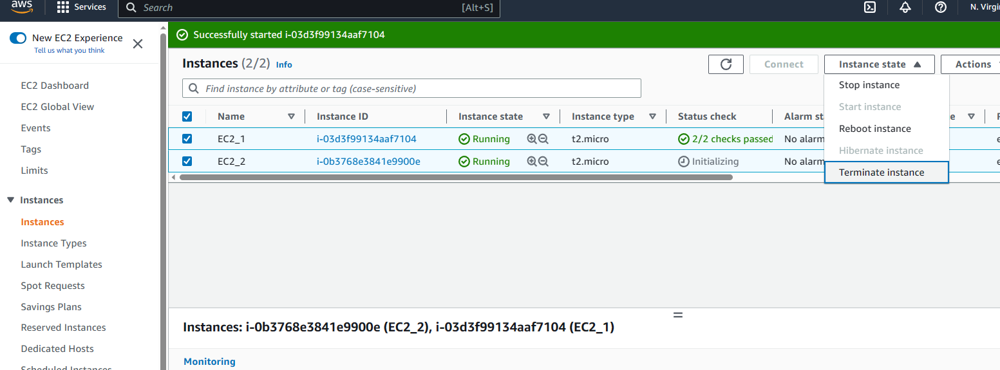 aws
Services
Search
[Alt+S]
N. Virgi
New EC2 Experience
Tell us what you think
EC2 Dashboard
EC2 Global View
Events
Tags
Limits
Instances
Instances
Instance Types
Launch Templates
Spot Requests
Savings Plans
Reserved Instances
Dedicated Hosts
Scheduled Instances
Successfully started i-03d3f99134aaf7104
Instances (2/2) Info
Connect
Instance state
Actions
Find instance by attribute or tag (case-sensitive)
Stop instance
Start instance
Reboot instance
Hibernate instance
Terminate instance
Name Instance ID Instance state Instance type Status check Alarm st e
EC2_1 i-03d3f99134aaf7104 Running t2.micro 2/2 checks passed No alarm e
EC2_2 i-0b3768e3841e9900e Running t2.micro Initializing No alarm e
Instances: i-0b3768e3841e9900e (EC2_2), i-03d3f99134aaf7104 (EC2_1)
Monitoring